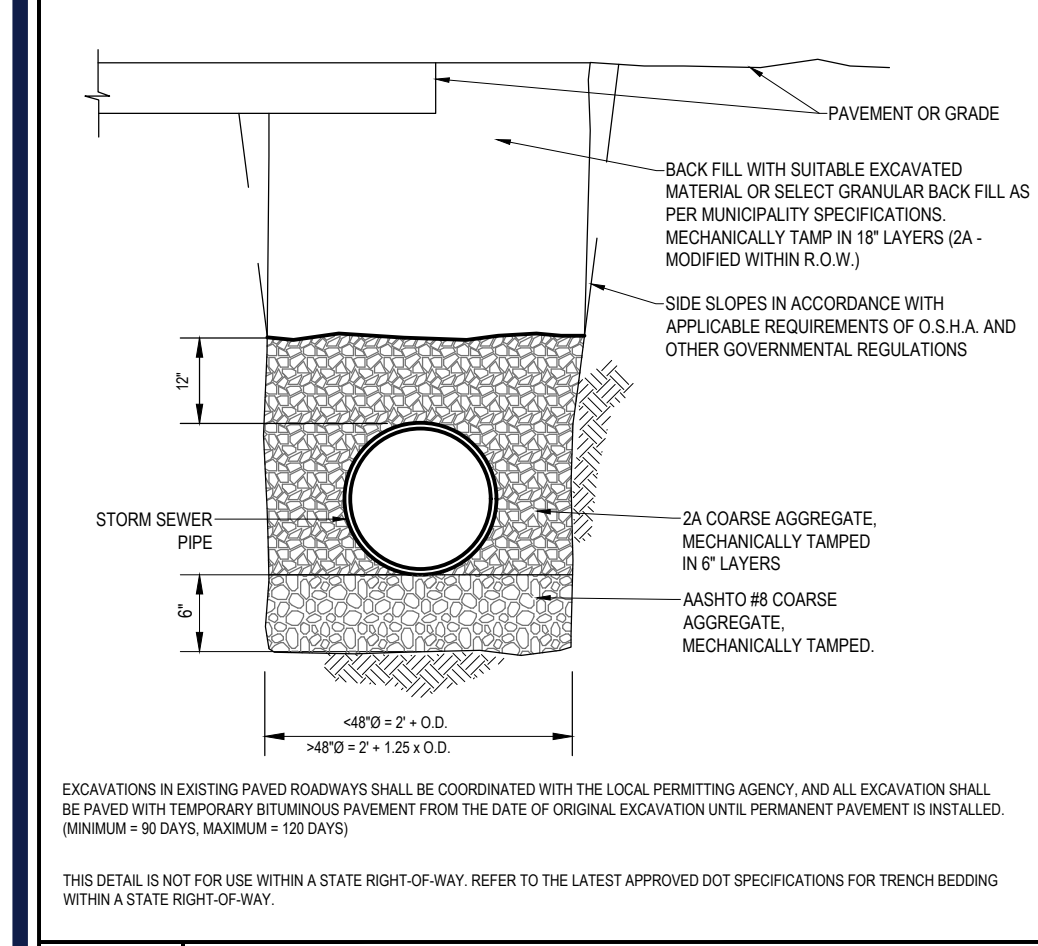 PAVEMENT OR GRADE
BACK FILL WITH SUITABLE EXCAVATED
MATERIAL OR SELECT GRANULAR BACK FILL AS
PER MUNICIPALITY SPECIFICATIONS.
MECHANICALLY TAMP IN 18" LAYERS (2A -
MODIFIED WITHIN R.O.W.)
SIDE SLOPES IN ACCORDANCE WITH
APPLICABLE REQUIREMENTS OF O.S.H.A. AND
OTHER GOVERNMENTAL REGULATIONS
12"
STORM SEWER
PIPE
2A COARSE AGGREGATE,
MECHANICALLY TAMPED
IN 6" LAYERS
6"
AASHTO #8 COARSE
AGGREGATE,
MECHANICALLY TAMPED.
<48"Ø = 2' + O.D.
>48"Ø = 2' + 1.25 x O.D.
EXCAVATIONS IN EXISTING PAVED ROADWAYS SHALL BE COORDINATED WITH THE LOCAL PERMITTING AGENCY, AND ALL EXCAVATION SHALL
BE PAVED WITH TEMPORARY BITUMINOUS PAVEMENT FROM THE DATE OF ORIGINAL EXCAVATION UNTIL PERMANENT PAVEMENT IS INSTALLED.
(MINIMUM = 90 DAYS, MAXIMUM = 120 DAYS)
THIS DETAIL IS NOT FOR USE WITHIN A STATE RIGHT-OF-WAY. REFER TO THE LATEST APPROVED DOT SPECIFICATIONS FOR TRENCH BEDDING
WITHIN A STATE RIGHT-OF-WAY.